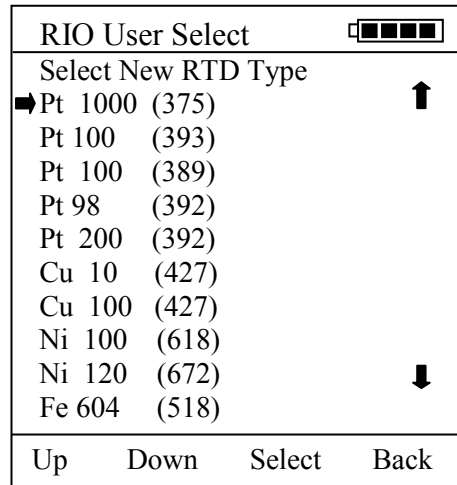 RIO User Select
Select New RTD Type
Pt 1000 (375)
Pt 100 (393)
Pt 100 (389)
Pt 98 (392)
Pt 200 (392)
Cu 10 (427)
Cu 100 (427)
Ni 100 (618)
Ni 120 (672)
Fe 604 (518)
Up Down Select Back